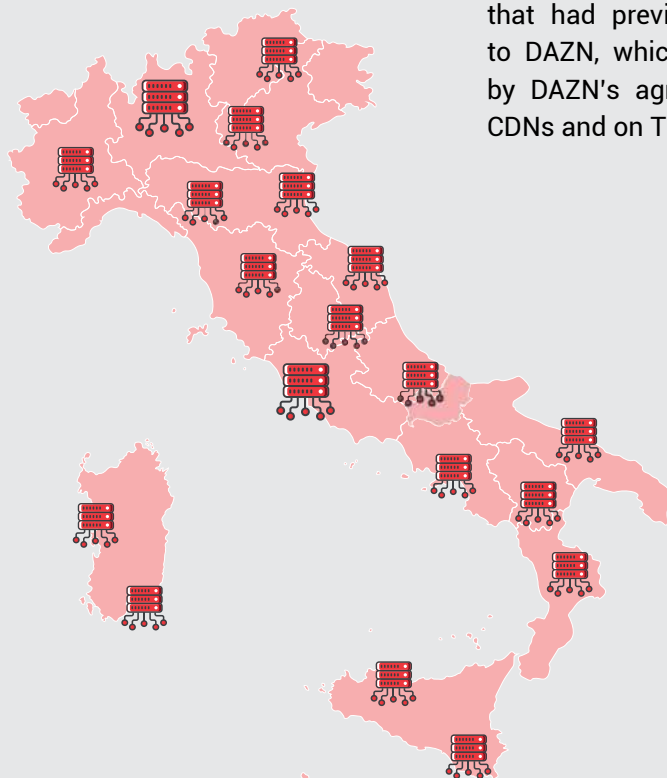 that had previ
to DAZN, whic
by DAZN's agr
CDNs and on T